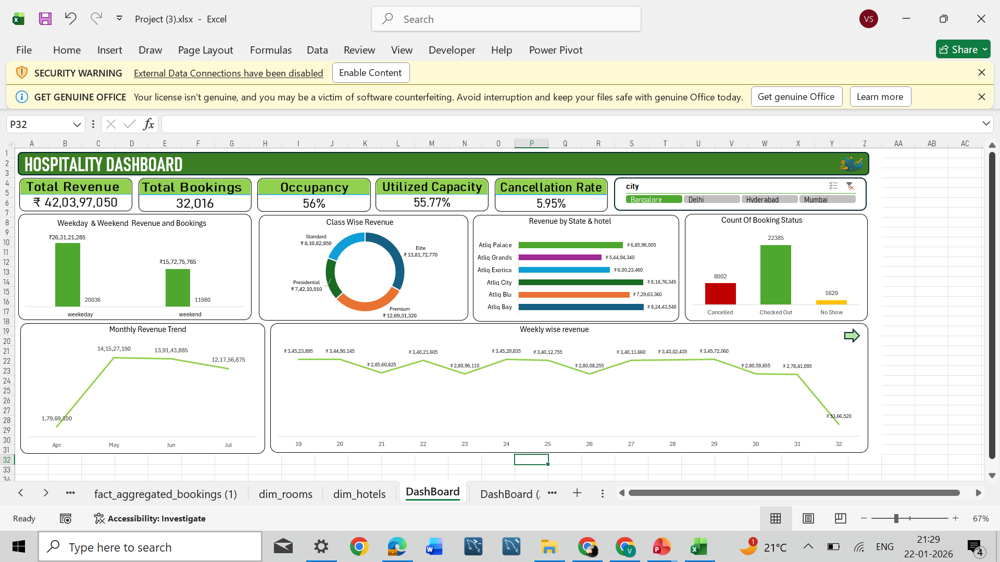 Project (3).xlsx - Excel
Search
VS
File Home Insert Draw Page Layout Formulas Data Review View Developer Help Power Pivot
Share
SECURITY WARNING External Data Connections have been disabled Enable Content
GET GENUINE OFFICE Your license isn't genuine, and you may be a victim of software counterfeiting. Avoid interruption and keep your files safe with genuine Office today. Get genuine Office Learn more
P32
fx
A B C D E F G H I J K L M N O P Q R S T U V W X Y Z AA AB AC
1
2
3
4
5
6
7
8
9
10
11
12
13
14
15
16
17
18
19
20
21
22
23
24
25
26
27
28
29
30
31
32
33
34
HOSPITALITY DASHBOARD
Total Revenue
₹ 42,03,97,050
Total Bookings
32,016
Occupancy
56%
Utilized Capacity
55.77%
Cancellation Rate
5.95%
city
Bangalore Delhi Hyderabad Mumbai
Weekday & Weekend Revenue and Bookings
₹26,31,21,285
₹15,72,75,765
20036
11980
weekeday weekend
Class Wise Revenue
Standard
₹ 8,10,82,950
Elite
₹ 13,81,72,770
Presidential
₹ 7,42,10,010
Premium
₹ 12,69,31,320
Revenue by State & hotel
Atliq Palace ₹ 6,85,96,005
Atliq Grands ₹ 5,44,94,340
Atliq Exotica ₹ 6,00,23,460
Atliq City ₹ 8,18,76,345
Atliq Blu ₹ 7,29,63,360
Atliq Bay ₹ 8,24,43,540
Count Of Booking Status
22385
8002
1629
Cancelled Checked Out No Show
Monthly Revenue Trend
14,15,27,190
13,91,43,885
12,17,56,875
1,79,69,100
Apr May Jun Jul
Weekly wise revenue
₹ 3,45,23,895 ₹ 3,44,90,145 ₹ 2,85,60,825 ₹ 3,40,21,605 ₹ 2,80,96,110 ₹ 3,45,29,835 ₹ 3,40,12,755 ₹ 2,80,08,255 ₹ 3,40,11,660 ₹ 3,43,02,435 ₹ 3,45,72,060 ₹ 2,80,59,855 ₹ 2,78,41,095
₹ 53,66,520
19 20 21 22 23 24 25 26 27 28 29 30 31 32
fact_aggregated_bookings (1) dim_rooms dim_hotels DashBoard DashBoard (
Ready Accessibility: Investigate 67%
Type here to search
1
21°C
ENG
21:29
22-01-2026
4